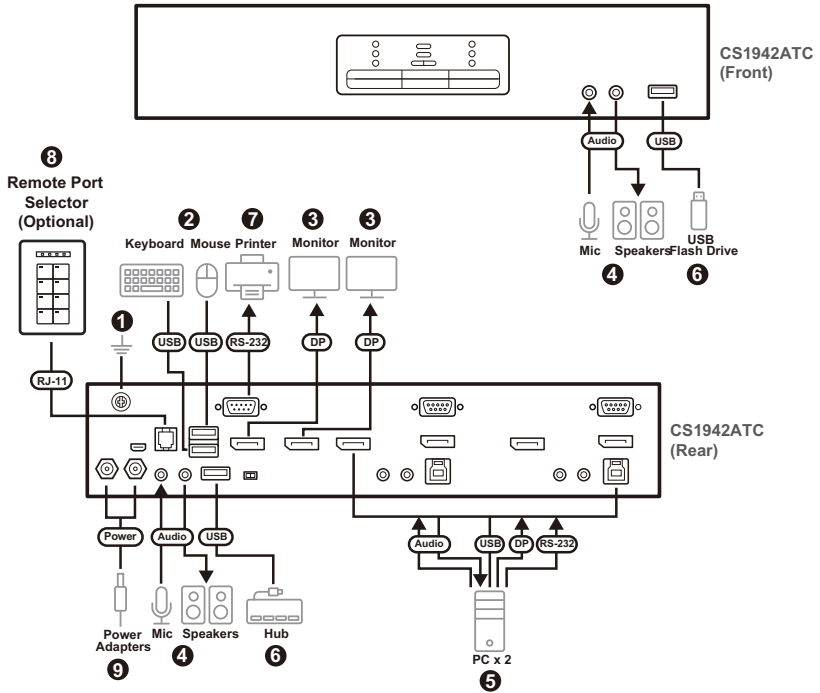 CS1942ATC
(Front)
Audio
USB
Mic
Speakers
USB
Flash Drive
4
6
8
Remote Port
Selector
(Optional)
2
7
3
3
Keyboard
Mouse
Printer
Monitor
Monitor
1
USB
USB
RS-232
DP
DP
RJ-11
CS1942ATC
(Rear)
Power
Audio
USB
Audio
USB
DP
RS-232
Power
Adapters
Mic
Speakers
Hub
PC x 2
9
4
6
5